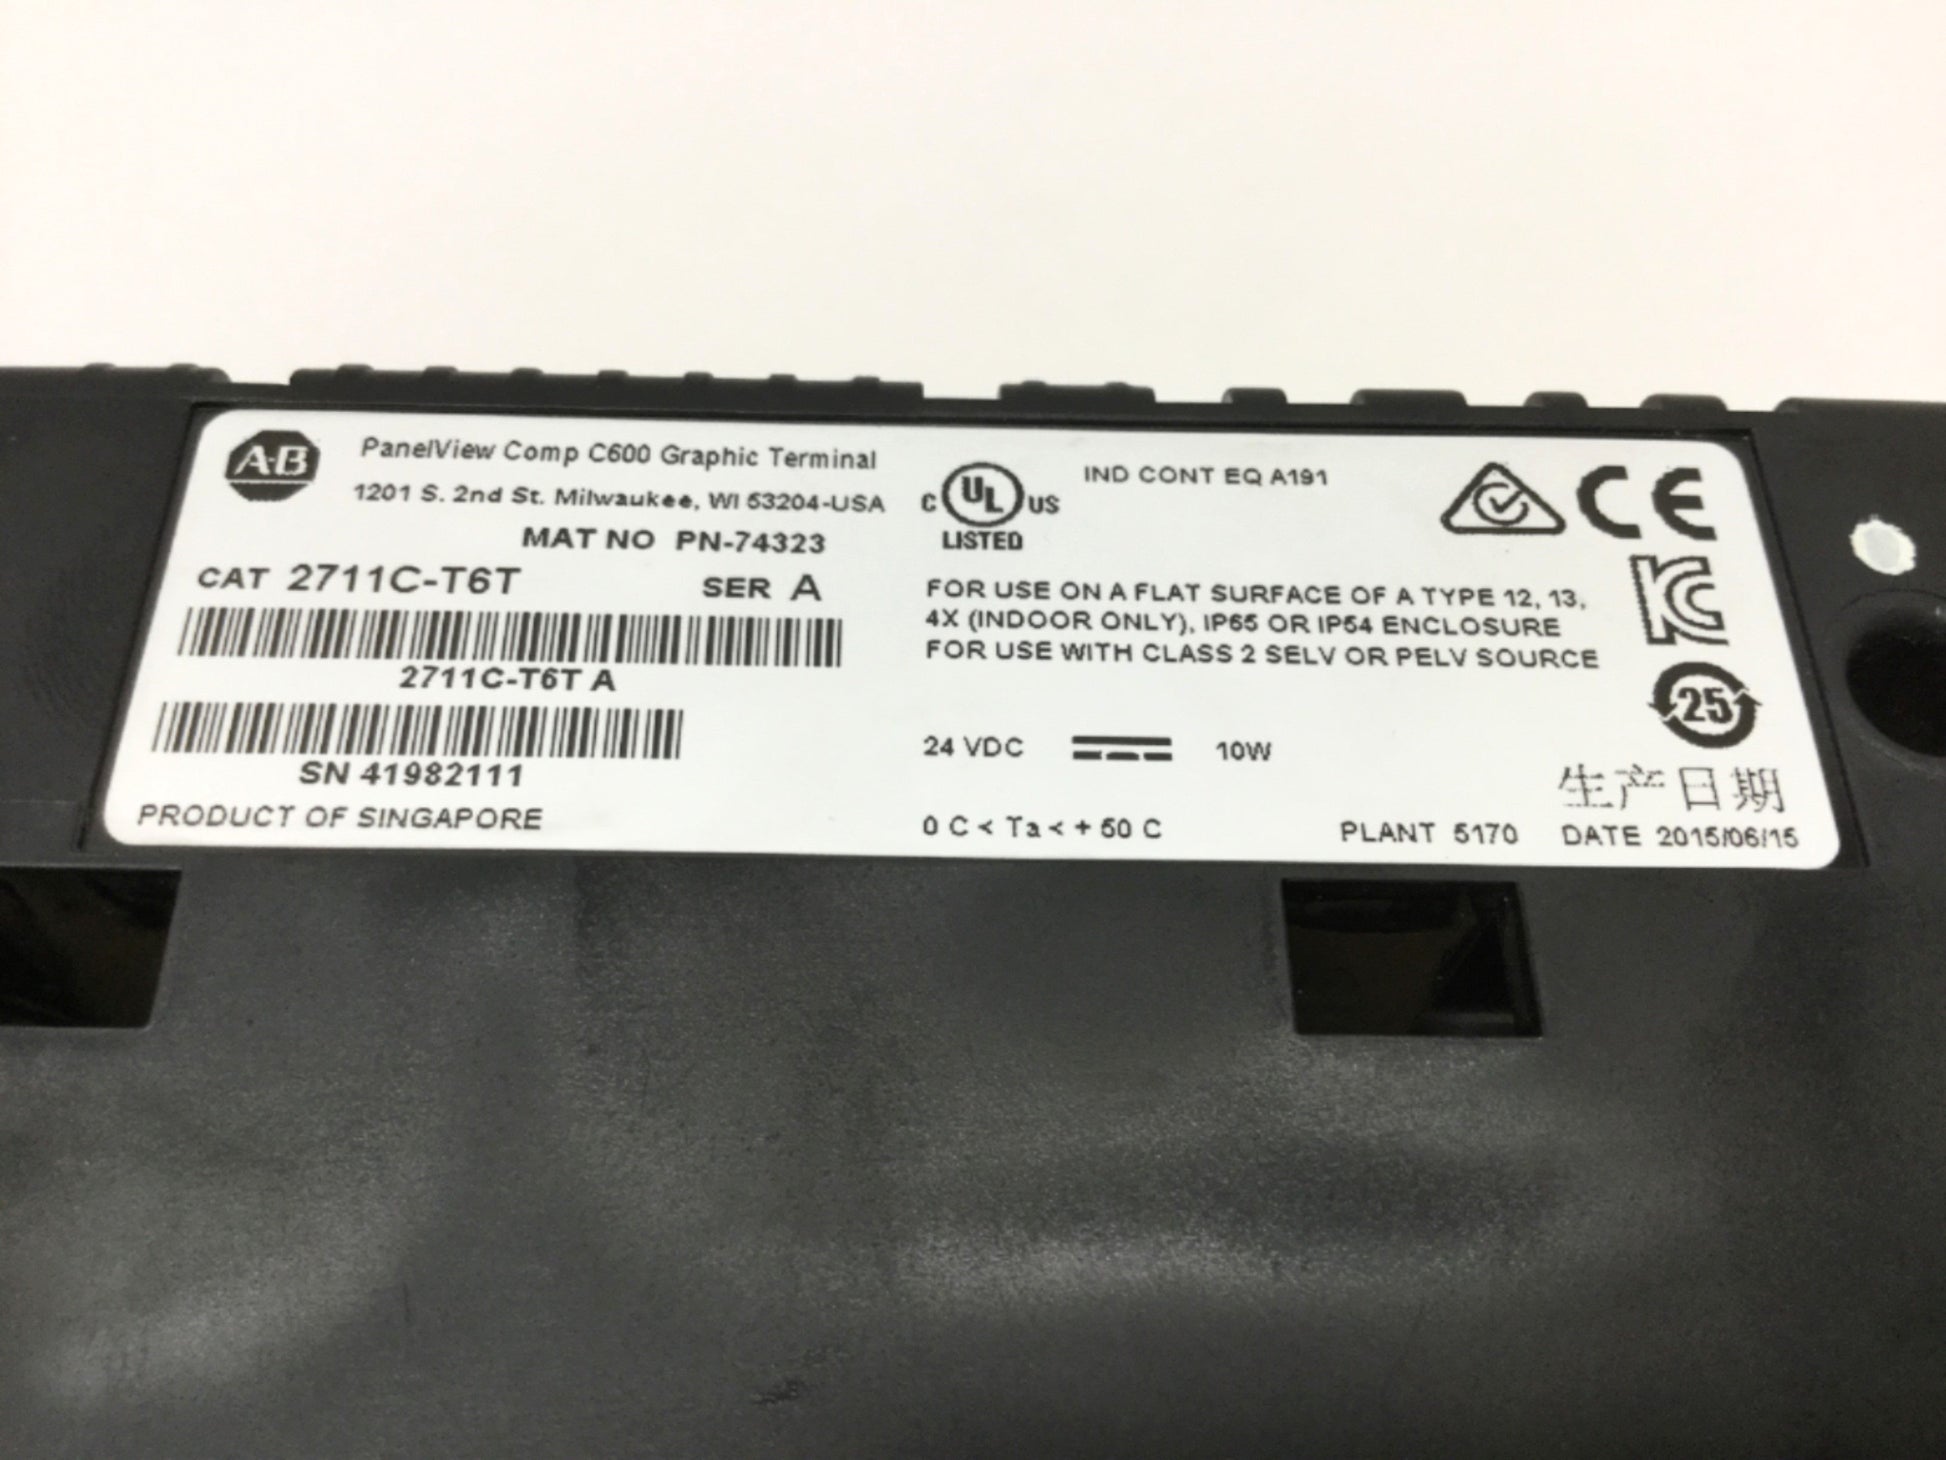 A-B
PanelView Comp C600 Graphic Terminal
1201 S. 2nd St. Milwaukee, WI 53204-USA
MAT NO PN-74323
CAT 2711C-T6T SER A
2711C-T6T A
SN 41982111
PRODUCT OF SINGAPORE
C UL US
LISTED
IND CONT EQ A191
CE
KC
FOR USE ON A FLAT SURFACE OF A TYPE 12, 13,
4X (INDOOR ONLY), IP65 OR IP54 ENCLOSURE
FOR USE WITH CLASS 2 SELV OR PELV SOURCE
25
24 VDC 10W
0 C < Ta < + 50 C
生产日期
PLANT 5170 DATE 2015/06/15